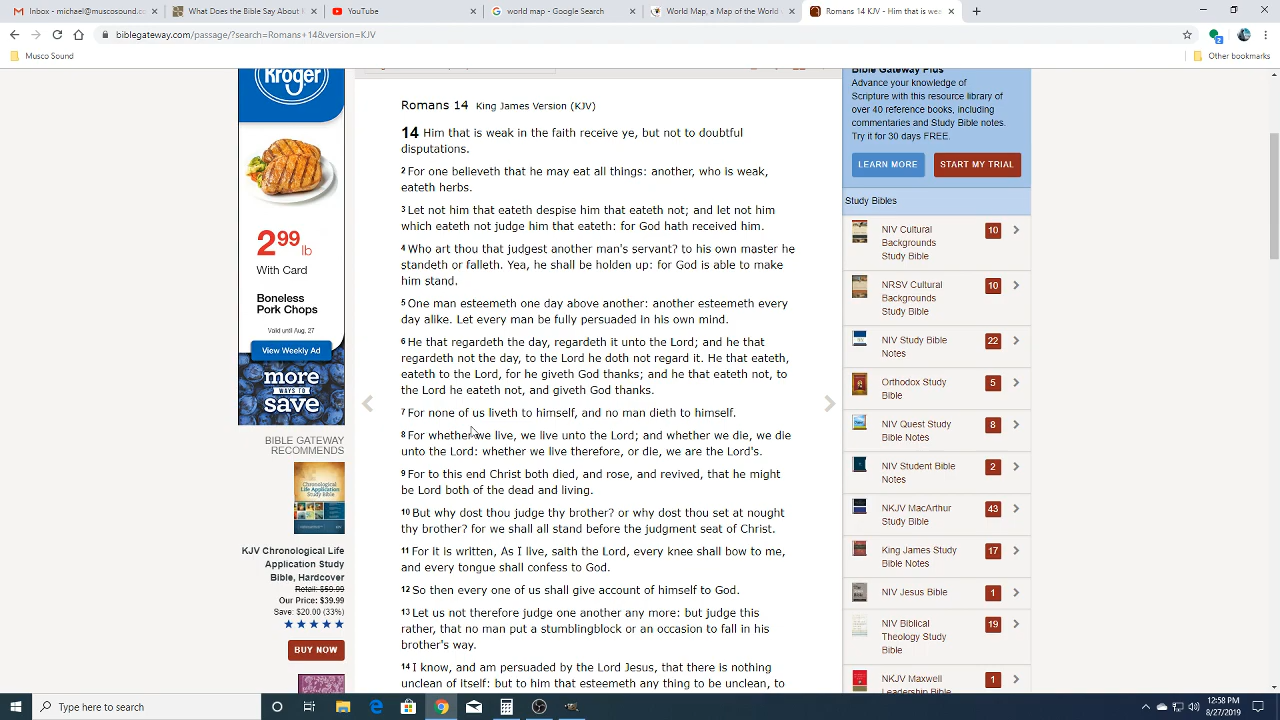 Inbox - michael@muscosound.cc
What Does the Bible Say About I
YouTube
world map - Google Search
World Map, a Map of the World
Romans 14 KJV - Him that is wea
biblegateway.com/passage/?search=Romans+14&version=KJV
Musco Sound
Other bookmarks
Kroger
2 99 lb
With Card
Boneless
Pork Chops
Valid until Aug, 27
View Weekly Ad
more
WAYS TO
save
BIBLE GATEWAY
RECOMMENDS
KJV Chronological Life
Application Study
Bible, Hardcover
Retail: $59.99
Our Price: $39.99
Save: $20.00 (33%)
BUY NOW
Romans 14 King James Version (KJV)
14 Him that is weak in the faith receive ye, but not to doubtful
disputations.
2 For one believeth that he may eat all things: another, who is weak,
eateth herbs.
3 Let not him that eateth despise him that eateth not; and let not him
which eateth not judge him that eateth: for God hath received him.
4 Who art thou that judgest another man's servant? to his own master he
standeth or falleth. Yea, he shall be holden up: for God is able to make
him stand.
5 One man esteemeth one day above another: another esteemeth every
day alike. Let every man be fully persuaded in his own mind.
6 He that regardeth the day, regardeth it unto the Lord; and he that
regardeth not the day, to the Lord he doth not regard it. He that eateth,
eateth to the Lord, for he giveth God thanks; and he that eateth not, to
the Lord he eateth not, and giveth God thanks.
7 For none of us liveth to himself, and no man dieth to himself.
8 For whether we live, we live unto the Lord; and whether we die, we die
unto the Lord: whether we live therefore, or die, we are the Lord's.
9 For to this end Christ both died, and rose, and revived, that he might
be Lord both of the dead and living.
10 But why dost thou judge thy brother? or why dost thou set at nought
thy brother? for we shall all stand before the judgment seat of Christ.
11 For it is written, As I live, saith the Lord, every knee shall bow to me,
and every tongue shall confess to God.
12 So then every one of us shall give account of himself to God.
13 Let us not therefore judge one another any more: but judge this
rather, that no man put a stumblingblock or an occasion to fall in his
brother's way.
14 I know, and am persuaded by the Lord Jesus, that there is nothing
unclean of itself: but to him that esteemeth any thing to be unclean, to
Bible Gateway Plus
Advance your knowledge of
Scripture with this resource library of
over 40 reference books, including
commentaries and Study Bible notes.
Try it for 30 days FREE.
LEARN MORE
START MY TRIAL
Study Bibles
NIV Cultural
Backgrounds
Study Bible
10
NRSV Cultural
Backgrounds
Study Bible
10
NIV Study Bible
Notes
22
Orthodox Study
Bible
5
NIV Quest Study
Bible Notes
8
NIV Student Bible
Notes
2
NKJV MacArthur
Study Bible
43
King James Study
Bible Notes
17
NIV Jesus Bible
1
NIV Biblical
Theology Study
Bible
19
NKJV Maxwell
Leadership Bible
1
Type here to search
12:58 PM
8/27/2019